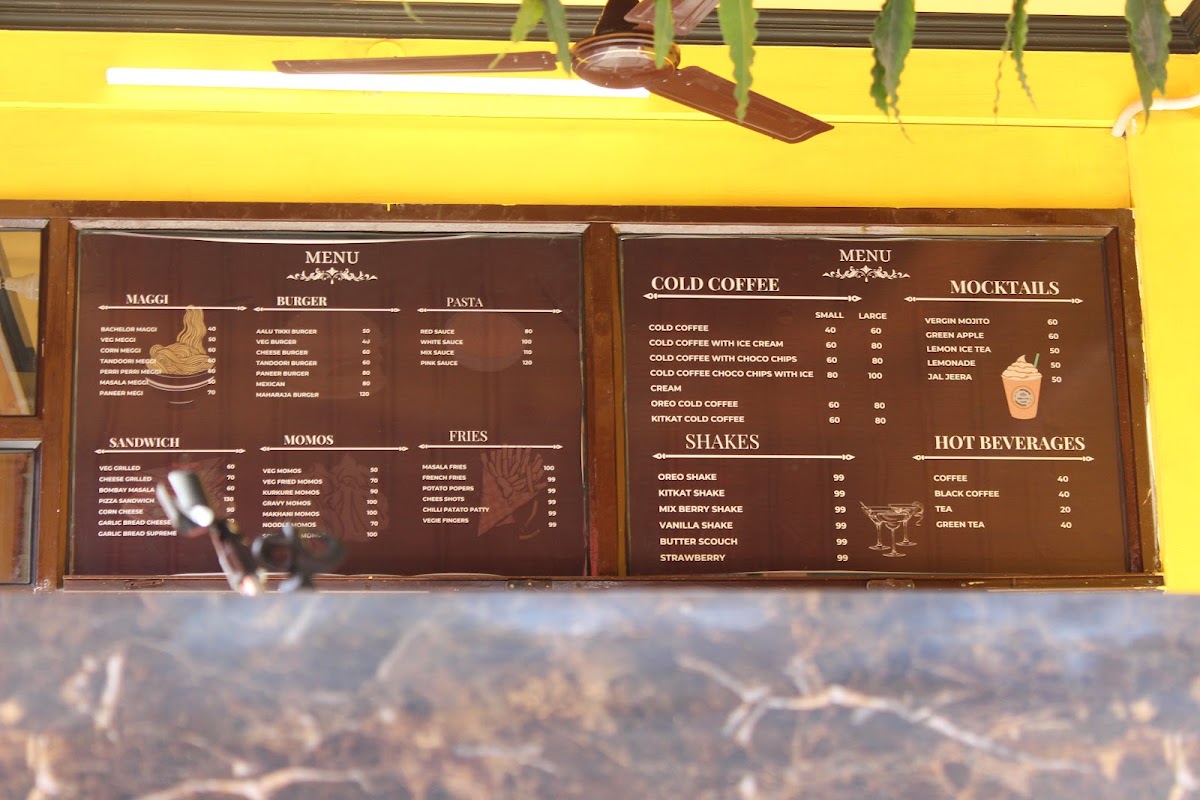 MENU
MAGGI
BACHELOR MAGGI 40
VEG MEGGI 50
CORN MEGGI 80
TANDOORI MEGGI 60
PERRI PERRI MEGGI 80
MASALA MEGGI 50
PANEER MEGI 70
BURGER
AALU TIKKI BURGER 50
VEG BURGER 40
CHEESE BURGER 60
TANDOORI BURGER 60
PANEER BURGER 80
MEXICAN 80
MAHARAJA BURGER 120
PASTA
RED SAUCE 80
WHITE SAUCE 100
MIX SAUCE 110
PINK SAUCE 120
SANDWICH
VEG GRILLED 60
CHEESE GRILLED 70
BOMBAY MASALA 60
PIZZA SANDWICH 130
CORN CHEESE 90
GARLIC BREAD CHEESE
GARLIC BREAD SUPREME
MOMOS
VEG MOMOS 50
VEG FRIED MOMOS 70
KURKURE MOMOS 90
GRAVY MOMOS 100
MAKHANI MOMOS 100
NOODLE MOMOS 70
MOMOS 100
FRIES
MASALA FRIES 100
FRENCH FRIES 99
POTATO POPERS 99
CHEES SHOTS 99
CHILLI PATATO PATTY 99
VEGIE FINGERS 99
MENU
COLD COFFEE
SMALL LARGE
COLD COFFEE 40 60
COLD COFFEE WITH ICE CREAM 60 80
COLD COFFEE WITH CHOCO CHIPS 60 80
COLD COFFEE CHOCO CHIPS WITH ICE 80 100
CREAM
OREO COLD COFFEE 60 80
KITKAT COLD COFFEE 60 80
MOCKTAILS
VERGIN MOJITO 60
GREEN APPLE 60
LEMON ICE TEA 50
LEMONADE 50
JAL JEERA 50
SHAKES
OREO SHAKE 99
KITKAT SHAKE 99
MIX BERRY SHAKE 99
VANILLA SHAKE 99
BUTTER SCOUCH 99
STRAWBERRY 99
HOT BEVERAGES
COFFEE 40
BLACK COFFEE 40
TEA 20
GREEN TEA 40